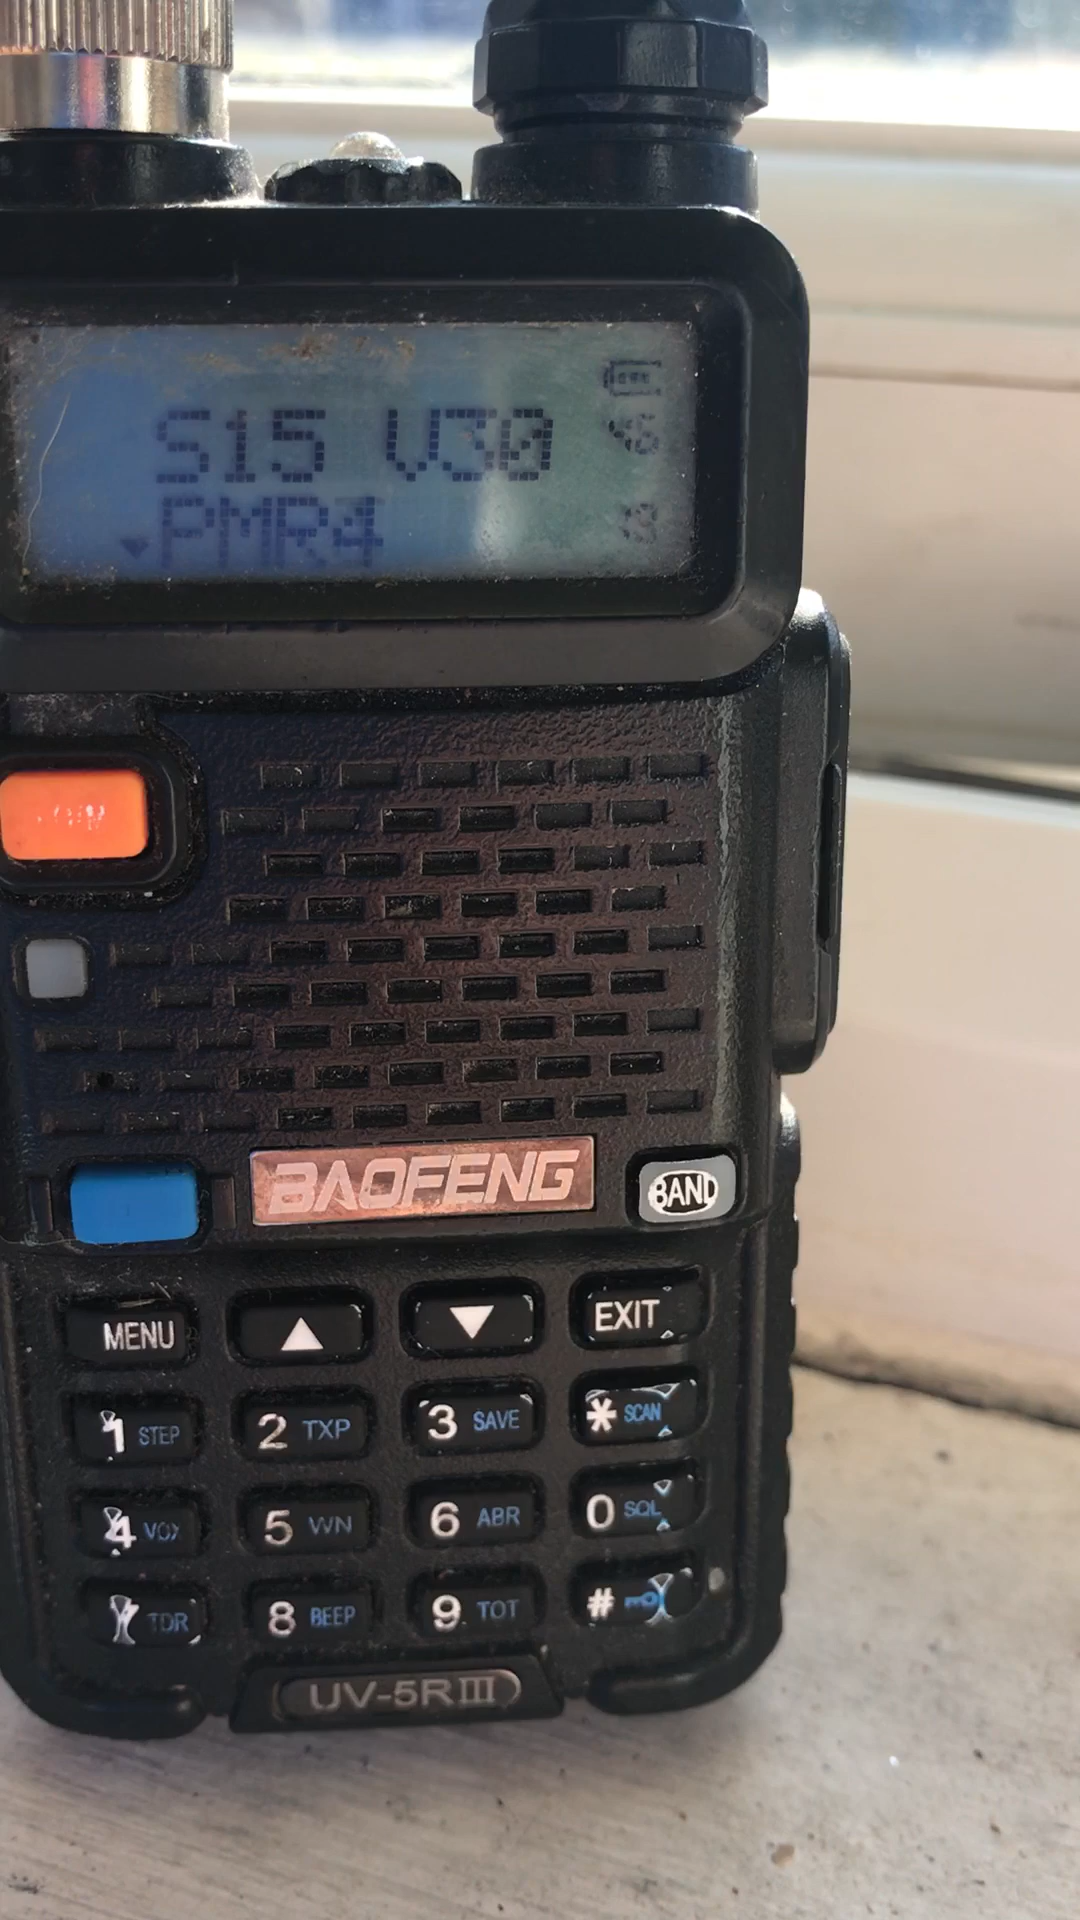 S15 V30
PMR4
BAOFENG
BAND
MENU
EXIT
1 STEP
2 TXP
3 SAVE
* SCAN
4 VOX
5 WN
6 ABR
0 SQL
TDR
8 BEEP
9 TOT
#
UV-5RIII